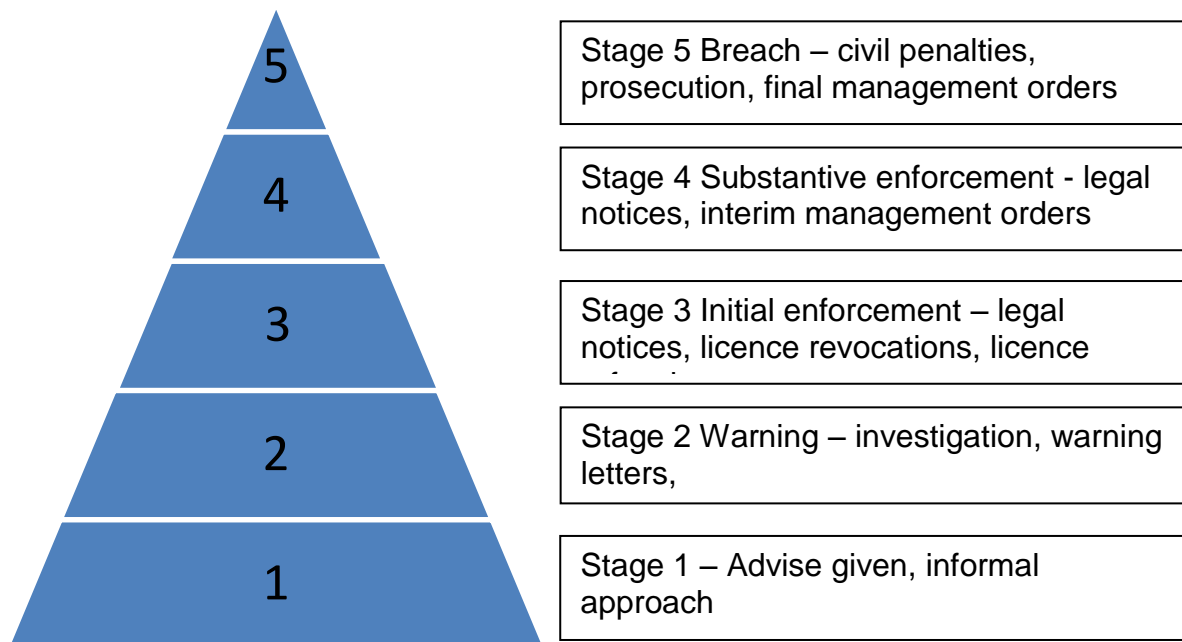 5
Stage 5 Breach – civil penalties,
prosecution, final management orders
4
Stage 4 Substantive enforcement - legal
notices, interim management orders
3
Stage 3 Initial enforcement – legal
notices, licence revocations, licence
2
Stage 2 Warning – investigation, warning
letters,
1
Stage 1 – Advise given, informal
approach